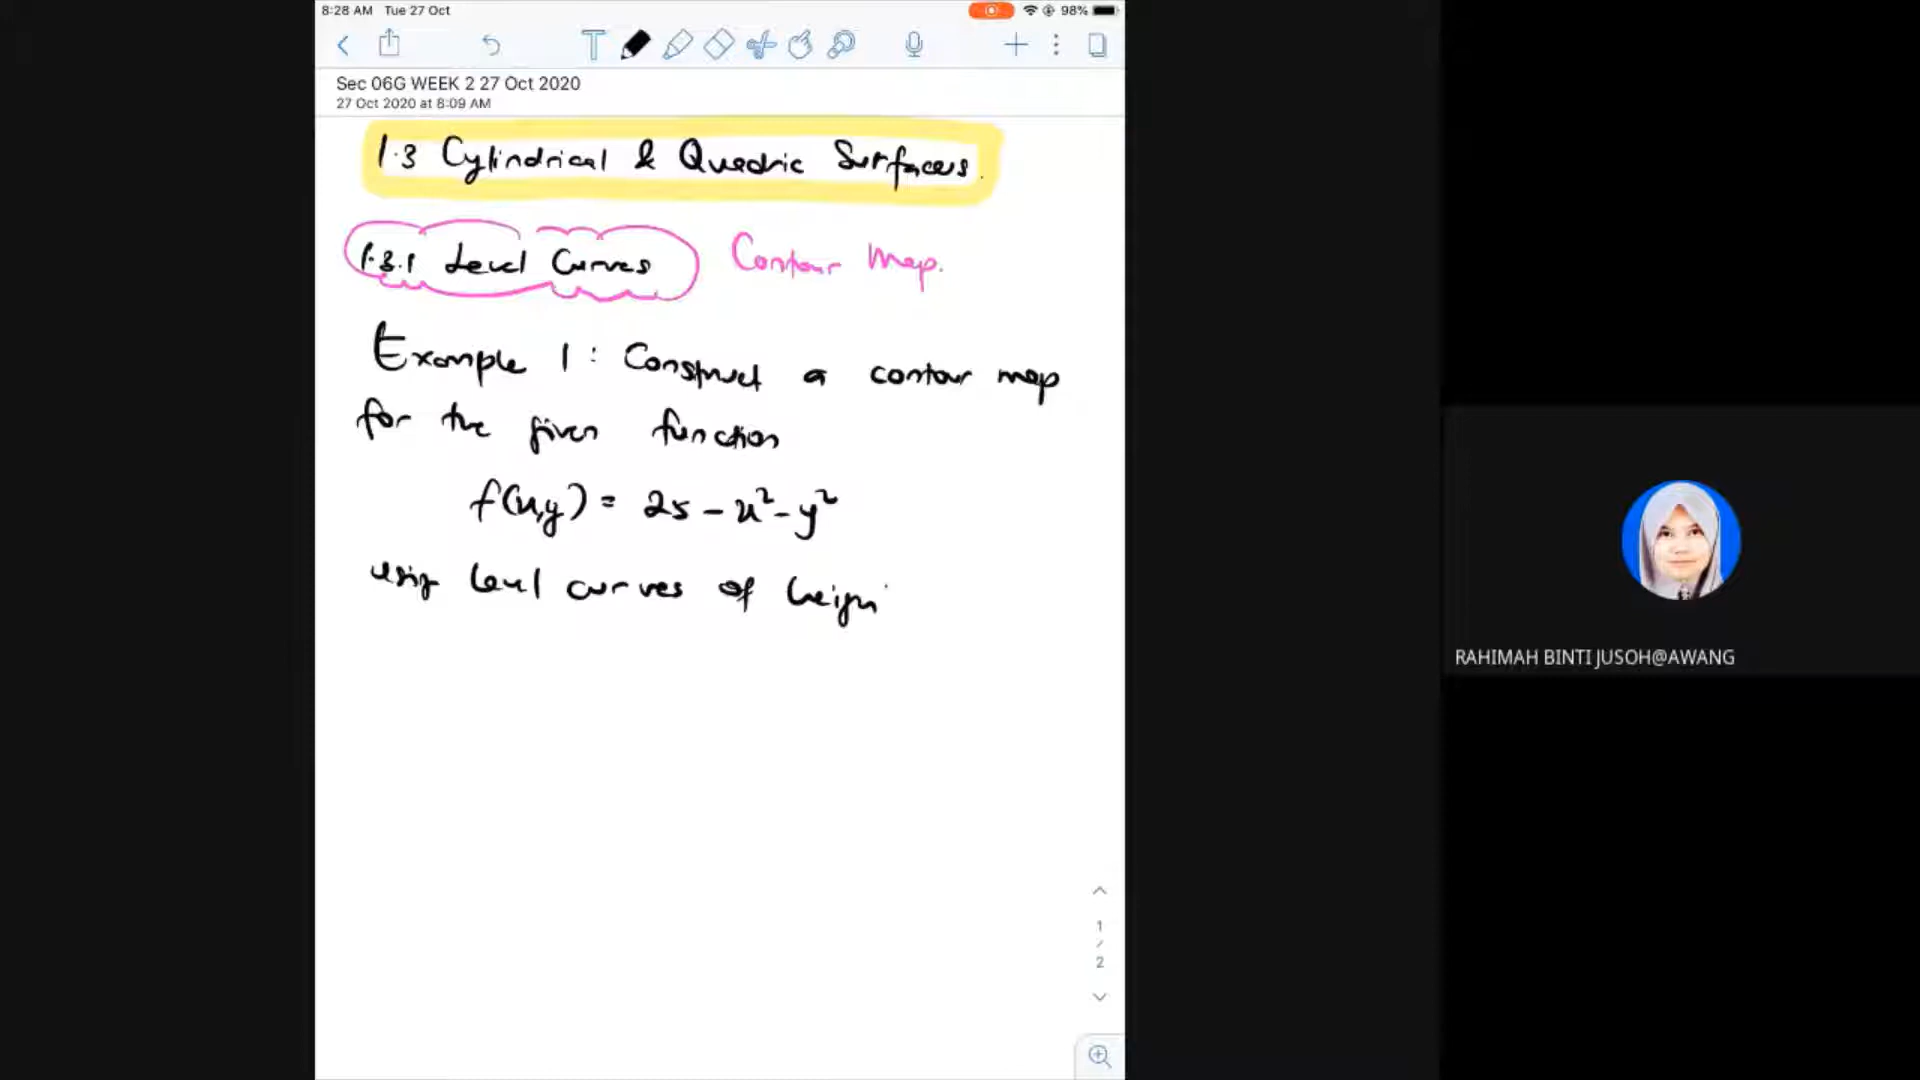 8:28 AM Tue 27 Oct
98%
Sec 06G WEEK 2 27 Oct 2020
27 Oct 2020 at 8:09 AM
1.3 Cylindrical & Quadric Surfaces.
1.3.1 Level Curves Contour Map.
Example 1 : Construct a contour map
for the given function
f(x,y) = 25 - x² - y²
using level curves of heigh
1
/
2
RAHIMAH BINTI JUSOH@AWANG